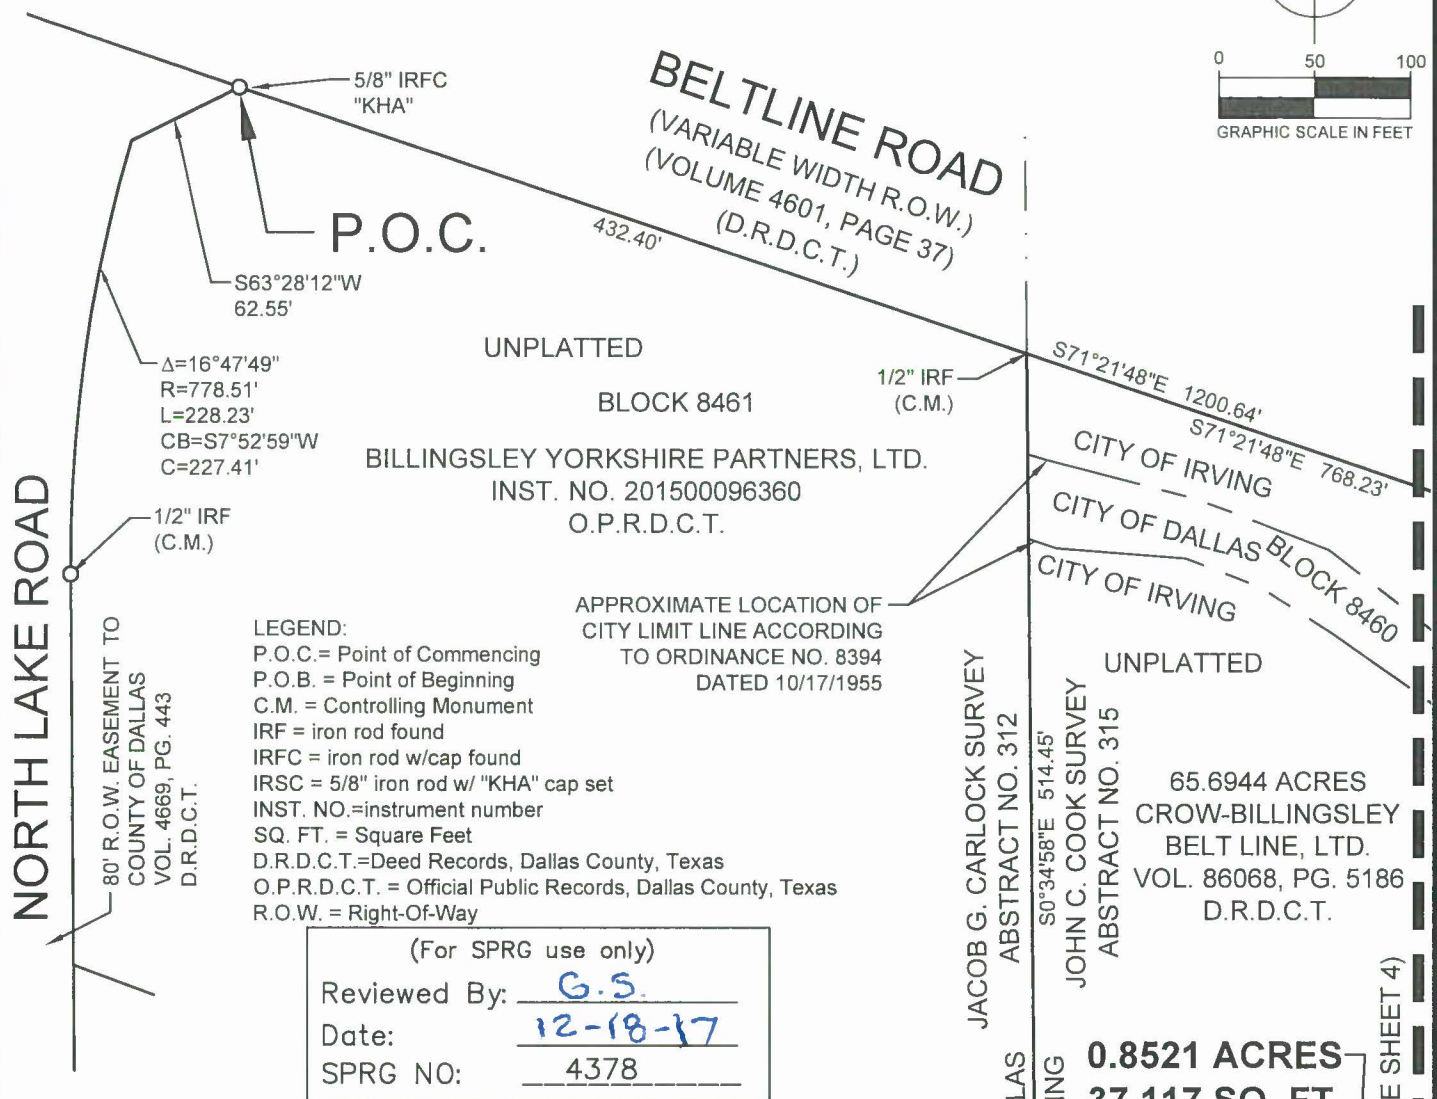 0 50 100
GRAPHIC SCALE IN FEET
5/8" IRFC
"KHA"
BELTLINE ROAD
(VARIABLE WIDTH R.O.W.)
(VOLUME 4601, PAGE 37)
(D.R.D.C.T.)
P.O.C.
432.40'
S63°28'12"W
62.55'
UNPLATTED
Δ=16°47'49"
R=778.51'
L=228.23'
CB=S7°52'59"W
C=227.41'
BLOCK 8461
1/2" IRF
(C.M.)
S71°21'48"E 1200.64'
S71°21'48"E 768.23'
BILLINGSLEY YORKSHIRE PARTNERS, LTD.
INST. NO. 201500096360
O.P.R.D.C.T.
CITY OF IRVING
CITY OF DALLAS
BLOCK 8460
CITY OF IRVING
1/2" IRF
(C.M.)
NORTH LAKE ROAD
80' R.O.W. EASEMENT TO
COUNTY OF DALLAS
VOL. 4669, PG. 443
D.R.D.C.T.
APPROXIMATE LOCATION OF
CITY LIMIT LINE ACCORDING
TO ORDINANCE NO. 8394
DATED 10/17/1955
UNPLATTED
LEGEND:
P.O.C.= Point of Commencing
P.O.B. = Point of Beginning
C.M. = Controlling Monument
IRF = iron rod found
IRFC = iron rod w/cap found
IRSC = 5/8" iron rod w/ "KHA" cap set
INST. NO.=instrument number
SQ. FT. = Square Feet
D.R.D.C.T.=Deed Records, Dallas County, Texas
O.P.R.D.C.T. = Official Public Records, Dallas County, Texas
R.O.W. = Right-Of-Way
JACOB G. CARLOCK SURVEY
ABSTRACT NO. 312
S0°34'58"E 514.45'
JOHN C. COOK SURVEY
ABSTRACT NO. 315
65.6944 ACRES
CROW-BILLINGSLEY
BELT LINE, LTD.
VOL. 86068, PG. 5186
D.R.D.C.T.
(For SPRG use only)
Reviewed By: G.S.
Date: 12-18-17
SPRG NO: 4378
LAS
ING
0.8521 ACRES
37,117 SQ. FT.
E SHEET 4)